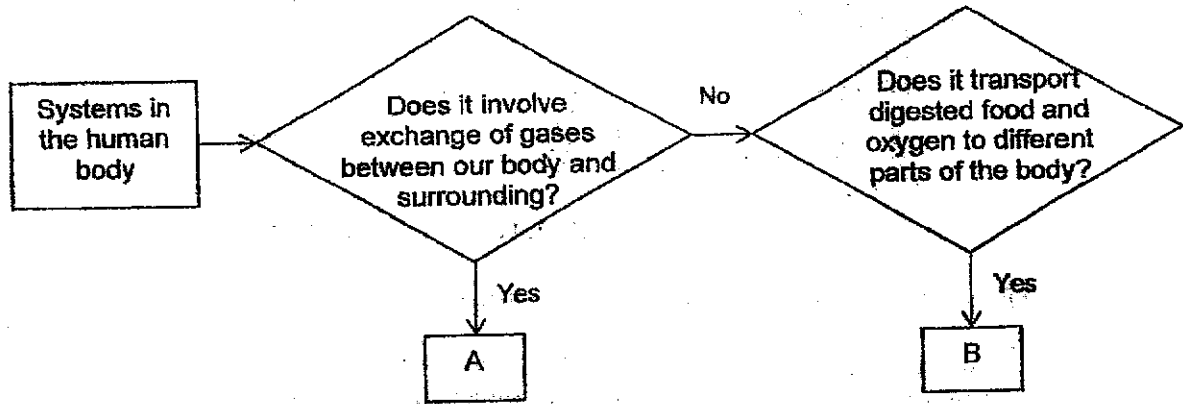 Systems in
the human
body
Does it involve
exchange of gases
between our body and
surrounding?
No
Does it transport
digested food and
oxygen to different
parts of the body?
Yes
A
Yes
B